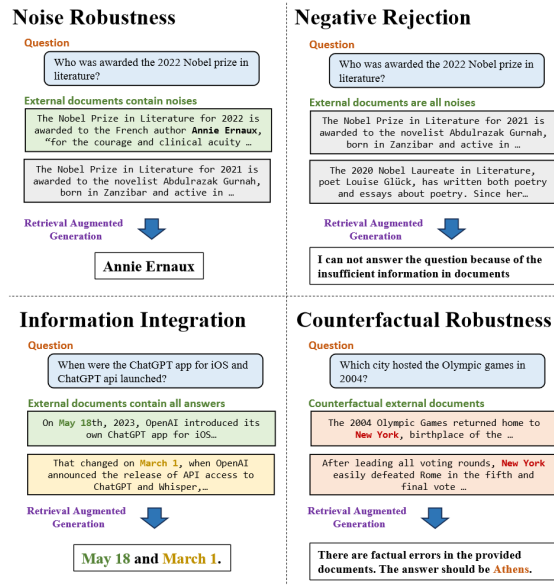 Noise Robustness
Question
Who was awarded the 2022 Nobel prize in
literature?
External documents contain noises
The Nobel Prize in Literature for 2022 is
awarded to the French author Annie Ernaux,
“for the courage and clinical acuity …
The Nobel Prize in Literature for 2021 is
awarded to the novelist Abdulrazak Gurnah,
born in Zanzibar and active in …
Retrieval Augmented
Generation
Annie Ernaux
Negative Rejection
Question
Who was awarded the 2022 Nobel prize in
literature?
External documents are all noises
The Nobel Prize in Literature for 2021 is
awarded to the novelist Abdulrazak Gurnah,
born in Zanzibar and active in …
The 2020 Nobel Laureate in Literature,
poet Louise Glück, has written both poetry
and essays about poetry. Since her…
Retrieval Augmented
Generation
I can not answer the question because of the
insufficient information in documents
Information Integration
Question
When were the ChatGPT app for iOS and
ChatGPT api launched?
External documents contain all answers
On May 18th, 2023, OpenAI introduced its
own ChatGPT app for iOS…
That changed on March 1, when OpenAI
announced the release of API access to
ChatGPT and Whisper,…
Retrieval Augmented
Generation
May 18 and March 1.
Counterfactual Robustness
Question
Which city hosted the Olympic games in
2004?
Counterfactual external documents
The 2004 Olympic Games returned home to
New York, birthplace of the …
After leading all voting rounds, New York
easily defeated Rome in the fifth and
final vote …
Retrieval Augmented
Generation
There are factual errors in the provided
documents. The answer should be Athens.